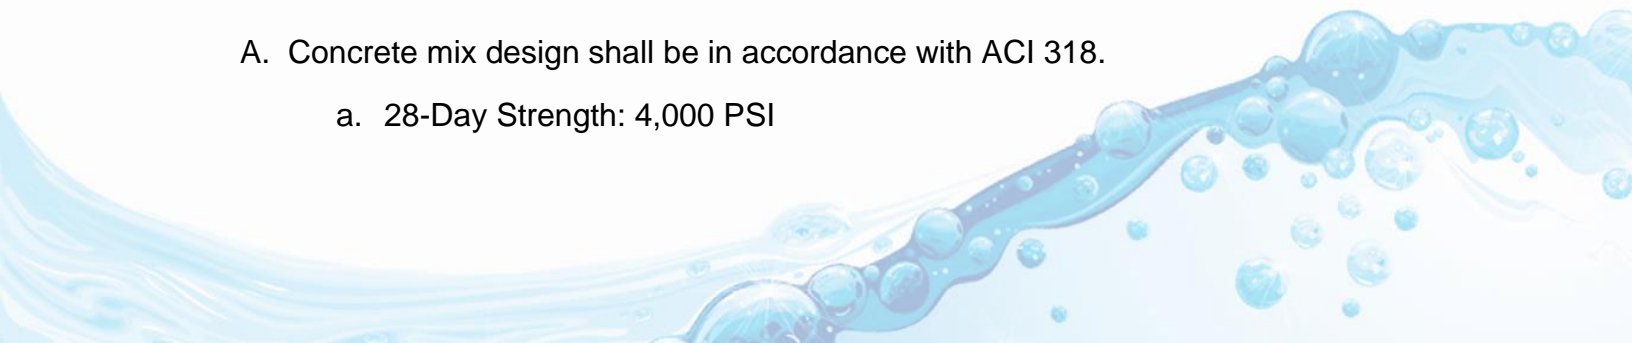 A. Concrete mix design shall be in accordance with ACI 318.
a. 28-Day Strength: 4,000 PSI